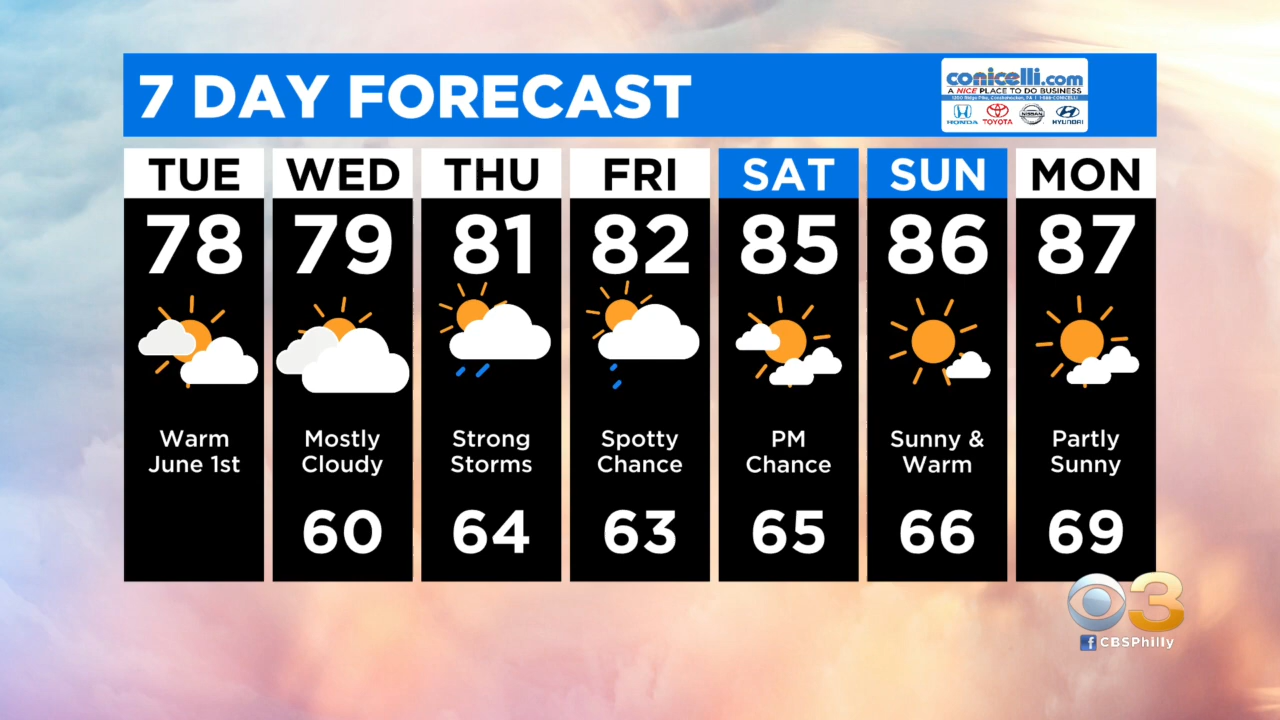 7 DAY FORECAST
conicelli.com
A NICE PLACE TO DO BUSINESS
HONDA TOYOTA NISSAN HYUNDAI
TUE WED THU FRI SAT SUN MON
78 79 81 82 85 86 87
Warm Mostly Strong Spotty PM Sunny & Partly
June 1st Cloudy Storms Chance Chance Warm Sunny
60 64 63 65 66 69
3
f CBSPhilly